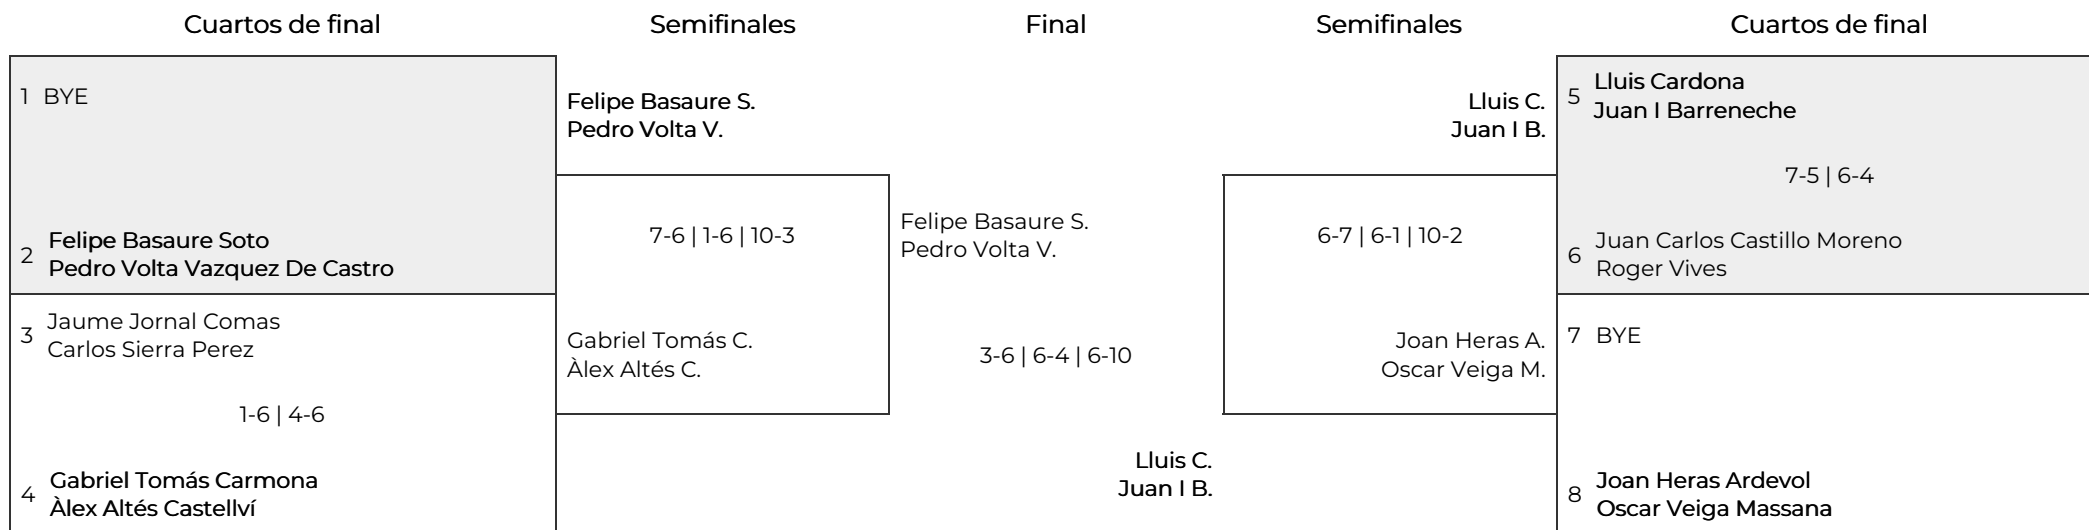 Cuartos de final
Semifinales
Final
Semifinales
Cuartos de final
1 BYE
2 Felipe Basaure Soto
Pedro Volta Vazquez De Castro
3 Jaume Jornal Comas
Carlos Sierra Perez
1-6 | 4-6
4 Gabriel Tomás Carmona
Àlex Altés Castellví
Felipe Basaure S.
Pedro Volta V.
7-6 | 1-6 | 10-3
Gabriel Tomás C.
Àlex Altés C.
Felipe Basaure S.
Pedro Volta V.
3-6 | 6-4 | 6-10
Lluis C.
Juan I B.
Lluis C.
Juan I B.
6-7 | 6-1 | 10-2
Joan Heras A.
Oscar Veiga M.
5 Lluis Cardona
Juan I Barreneche
7-5 | 6-4
6 Juan Carlos Castillo Moreno
Roger Vives
7 BYE
8 Joan Heras Ardevol
Oscar Veiga Massana